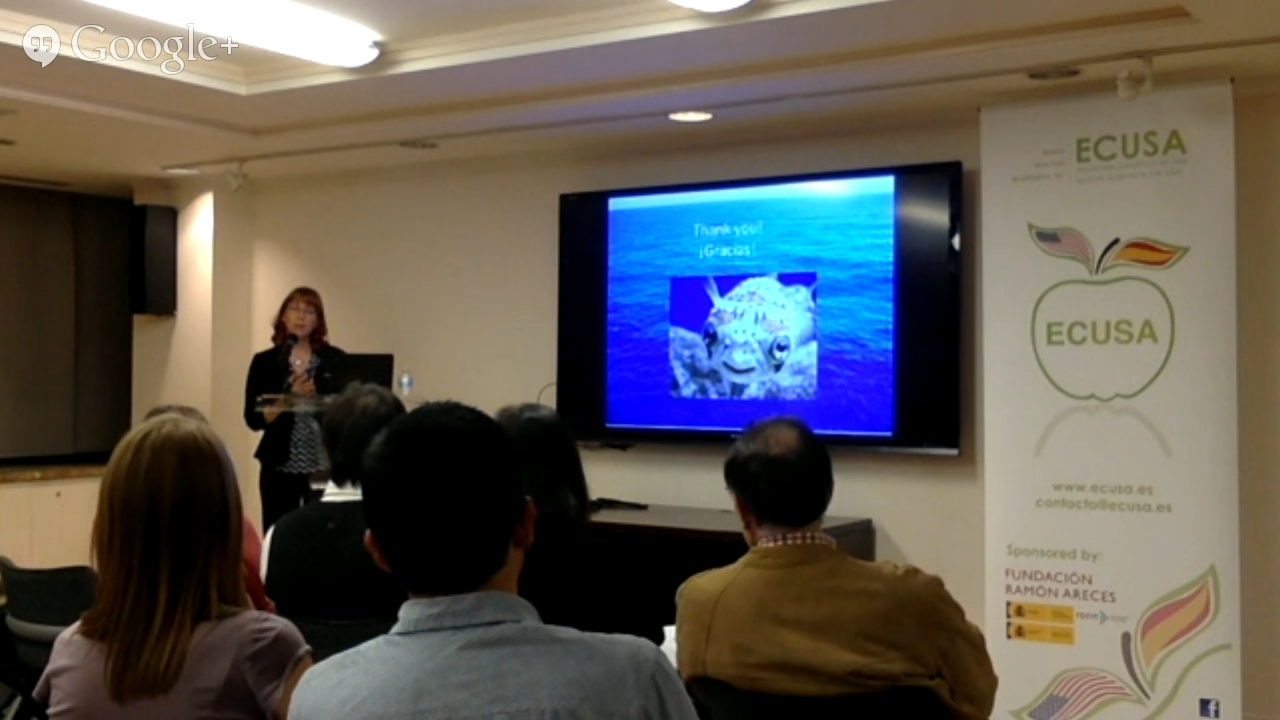 Google+
Thank you!
¡Gracias!
ECUSA
ECUSA
www.ecusa.es
contacto@ecusa.es
Sponsored by:
FUNDACIÓN
RAMÓN ARECES
f